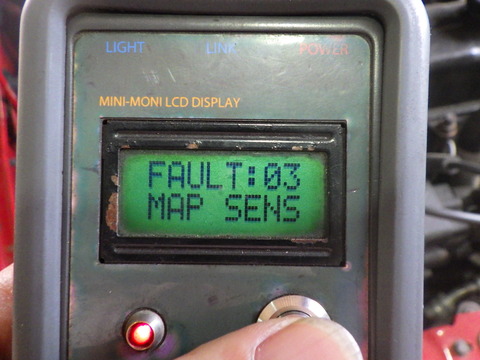 LIGHT LINK POWER
MINI-MONI LCD DISPLAY
FAULT:03
MAP SENS